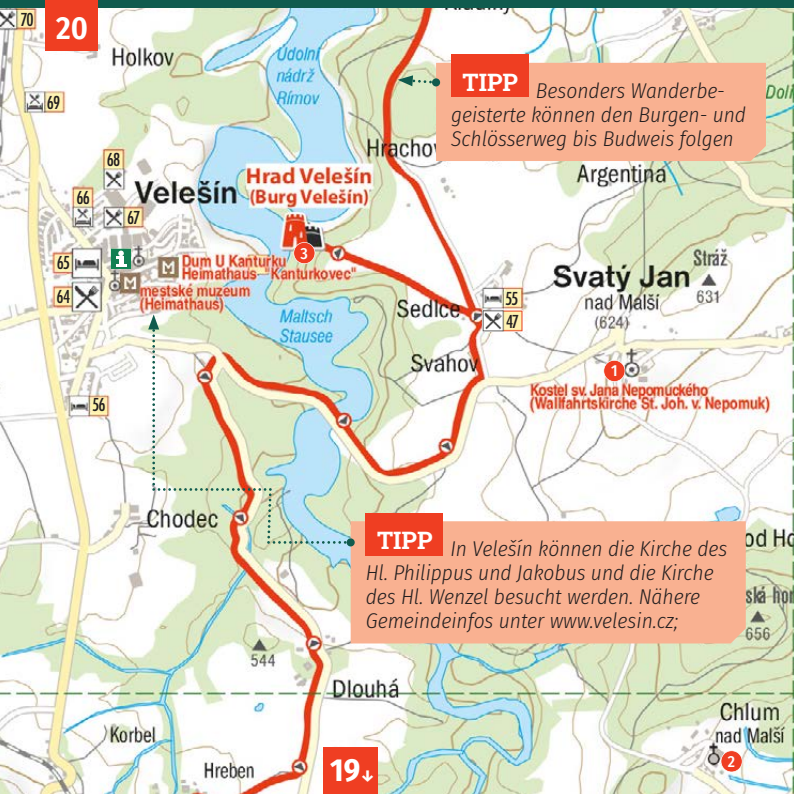 70
20
Holkov
Údolní
nádrž
Římov
TIPP Besonders Wanderbe-
geisterte können den Burgen- und
Schlösserweg bis Budweis folgen
69
68
66
67
Velešín
Hrad Velešín
(Burg Velešín)
3
Argentina
65
64
i
M
M
Dum U Kantůrku
Heimathaus "Kanturkovec"
mestské muzeum
(Heimathaus)
Stráž
631
Svatý Jan
nad Malší
(624)
Sedlce
55
47
Maltsch
Stausee
Svahov
1
Kostel sv. Jana Nepomuckého
(Wallfahrtskirche St. Joh. v. Nepomuk)
56
Chodec
TIPP In Velešín können die Kirche des
Hl. Philippus und Jakobus und die Kirche
des Hl. Wenzel besucht werden. Nähere
Gemeindeinfos unter www.velesin.cz;
656
544
Dlouhá
Korbel
Hreben
19↓
Chlum
nad Malší
2